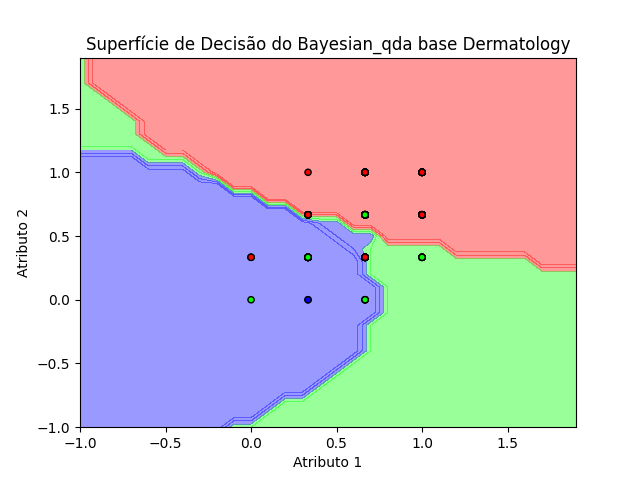 Superfície de Decisão do Bayesian_qda base Dermatology
Atributo 2
1.5
1.0
0.5
0.0
−0.5
−1.0
−1.0 −0.5 0.0 0.5 1.0 1.5
Atributo 1